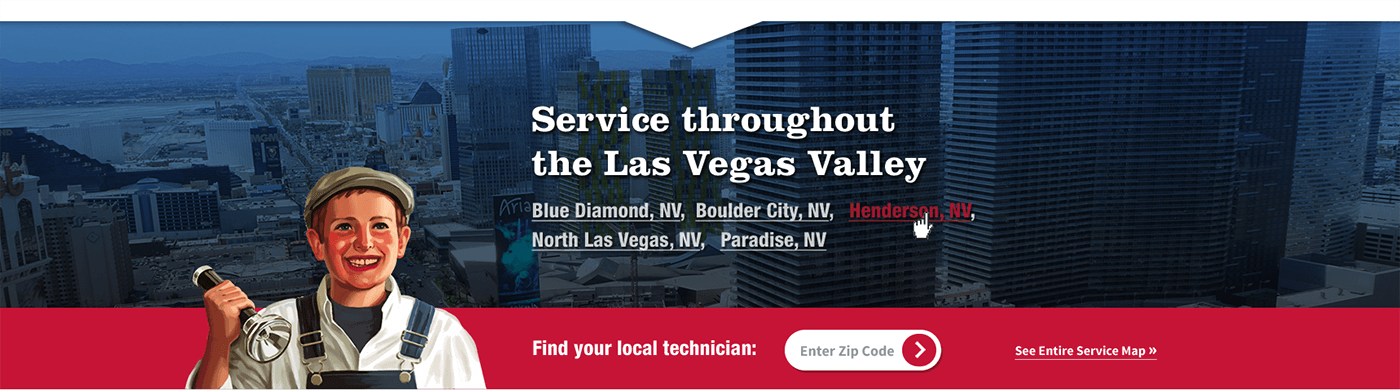 Service throughout
the Las Vegas Valley
Blue Diamond, NV, Boulder City, NV, Henderson, NV,
North Las Vegas, NV, Paradise, NV
Aria
Find your local technician:
Enter Zip Code
See Entire Service Map »